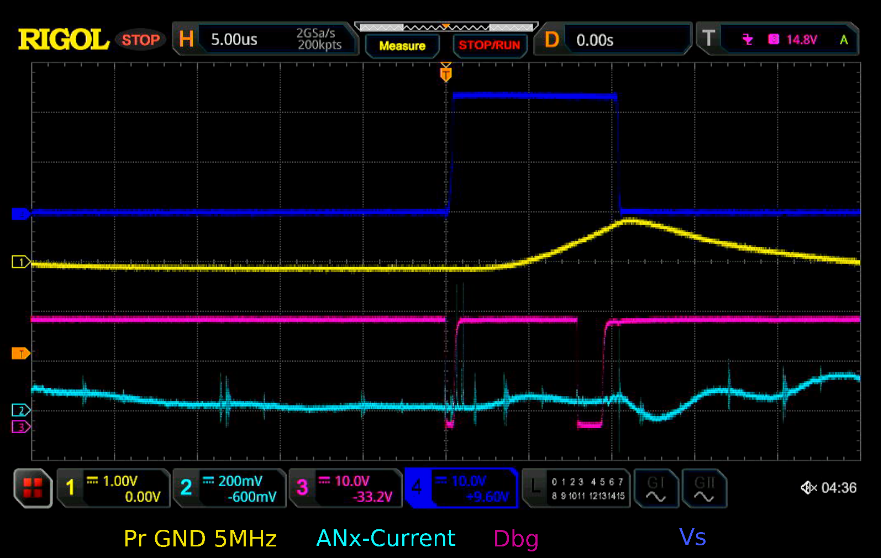 RIGOL STOP H 5.00us 2GSa/s 200kpts Measure STOP/RUN D 0.00s T 14.8V A
T
1
T
2
3
1 1.00V 0.00V 2 200mV -600mV 3 10.0V -33.2V 4 10.0V +9.60V L 0 1 2 3 4 5 6 7 8 9 10 11 12 13 14 15 GI GII 04:36
Pr GND 5MHz ANx-Current Dbg Vs